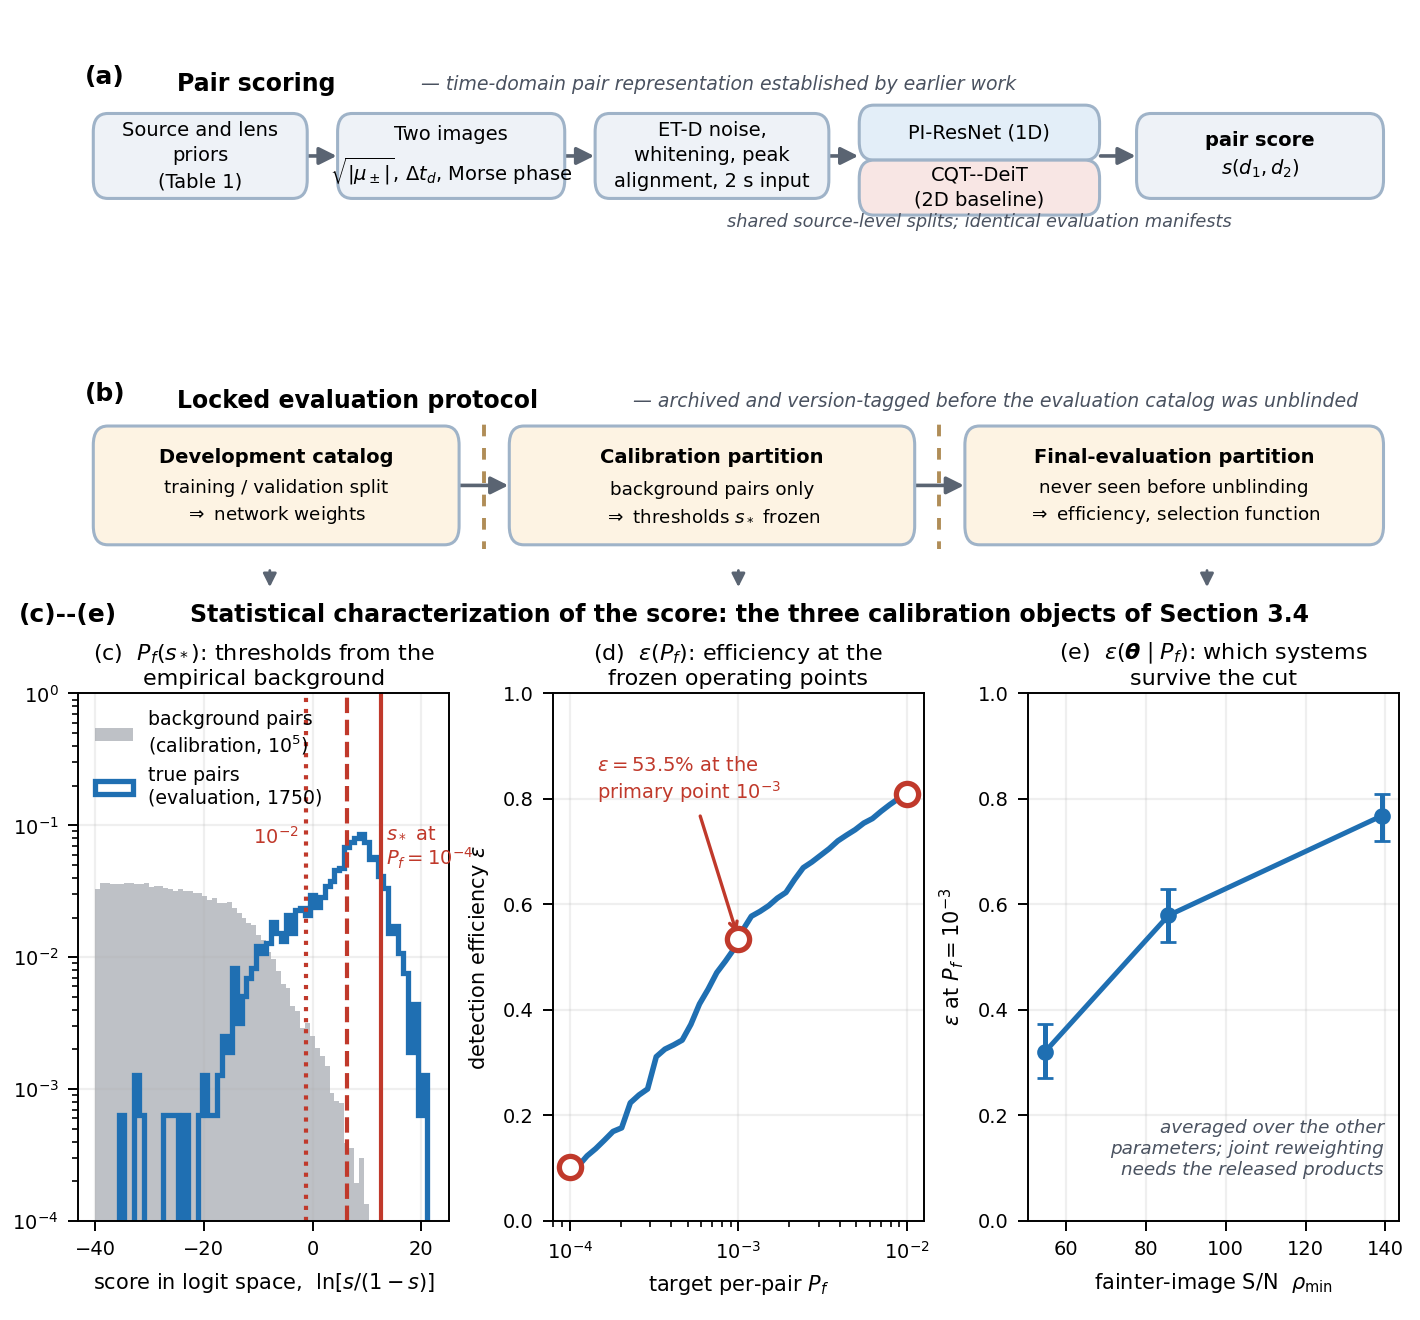 (a) Pair scoring — time-domain pair representation established by earlier work
Source and lens
priors
(Table 1)
Two images
√|μ±|, Δt_d, Morse phase
ET-D noise,
whitening, peak
alignment, 2 s input
PI-ResNet (1D)
CQT--DeiT
(2D baseline)
pair score
s(d₁, d₂)
shared source-level splits; identical evaluation manifests
(b) Locked evaluation protocol — archived and version-tagged before the evaluation catalog was unblinded
Development catalog
training / validation split
⇒ network weights
Calibration partition
background pairs only
⇒ thresholds s* frozen
Final-evaluation partition
never seen before unblinding
⇒ efficiency, selection function
(c)--(e) Statistical characterization of the score: the three calibration objects of Section 3.4
(c) P_f(s*): thresholds from the
empirical background
10⁰
10⁻¹
10⁻²
10⁻³
10⁻⁴
background pairs
(calibration, 10⁵)
true pairs
(evaluation, 1750)
10⁻²
s* at
P_f = 10⁻⁴
−40 −20 0 20
score in logit space, ln[s/(1 − s)]
(d) ε(P_f): efficiency at the
frozen operating points
detection efficiency ε
1.0
0.8
0.6
0.4
0.2
0.0
ε = 53.5% at the
primary point 10⁻³
10⁻⁴ 10⁻³ 10⁻²
target per-pair P_f
(e) ε(θ | P_f): which systems
survive the cut
ε at P_f = 10⁻³
1.0
0.8
0.6
0.4
0.2
0.0
averaged over the other
parameters; joint reweighting
needs the released products
60 80 100 120 140
fainter-image S/N ρ_min